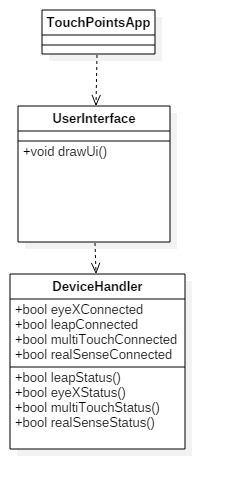 TouchPointsApp
UserInterface
+void drawUi()
DeviceHandler
+bool eyeXConnected
+bool leapConnected
+bool multiTouchConnected
+bool realSenseConnected
+bool leapStatus()
+bool eyeXStatus()
+bool multiTouchStatus()
+bool realSenseStatus()